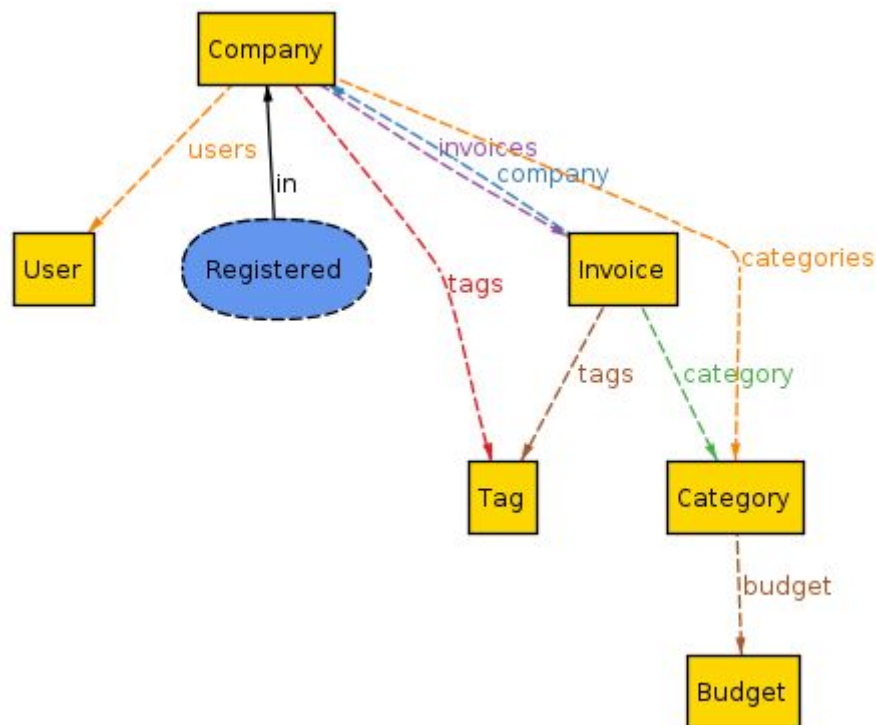 Company
users
in
invoices
company
User
Registered
Invoice
categories
tags
tags
category
Tag
Category
budget
Budget